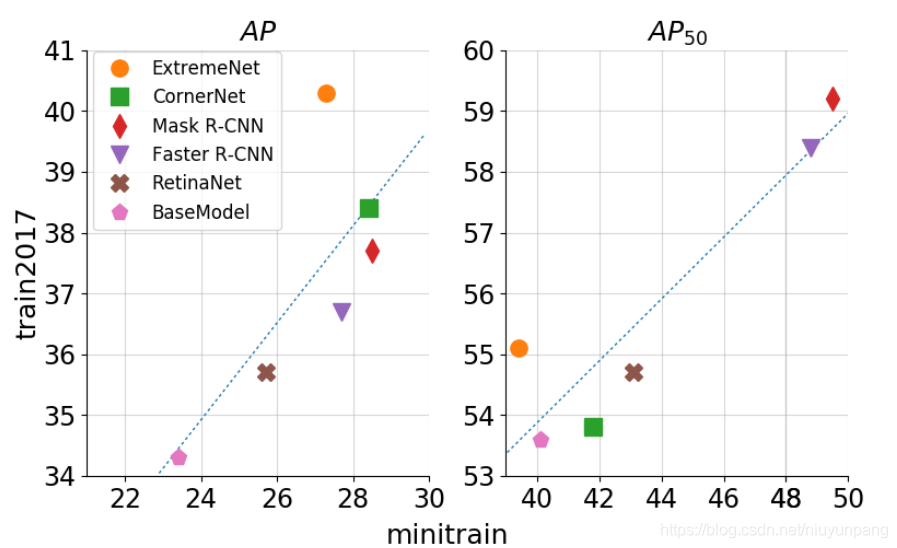 AP
41
40
39
38
37
36
35
34
22
24
26
28
30
ExtremeNet
CornerNet
Mask R-CNN
Faster R-CNN
RetinaNet
BaseModel
train2017
AP₅₀
60
59
58
57
56
55
54
53
40
42
44
46
48
50
minitrain
https://blog.csdn.net/niuyunpang